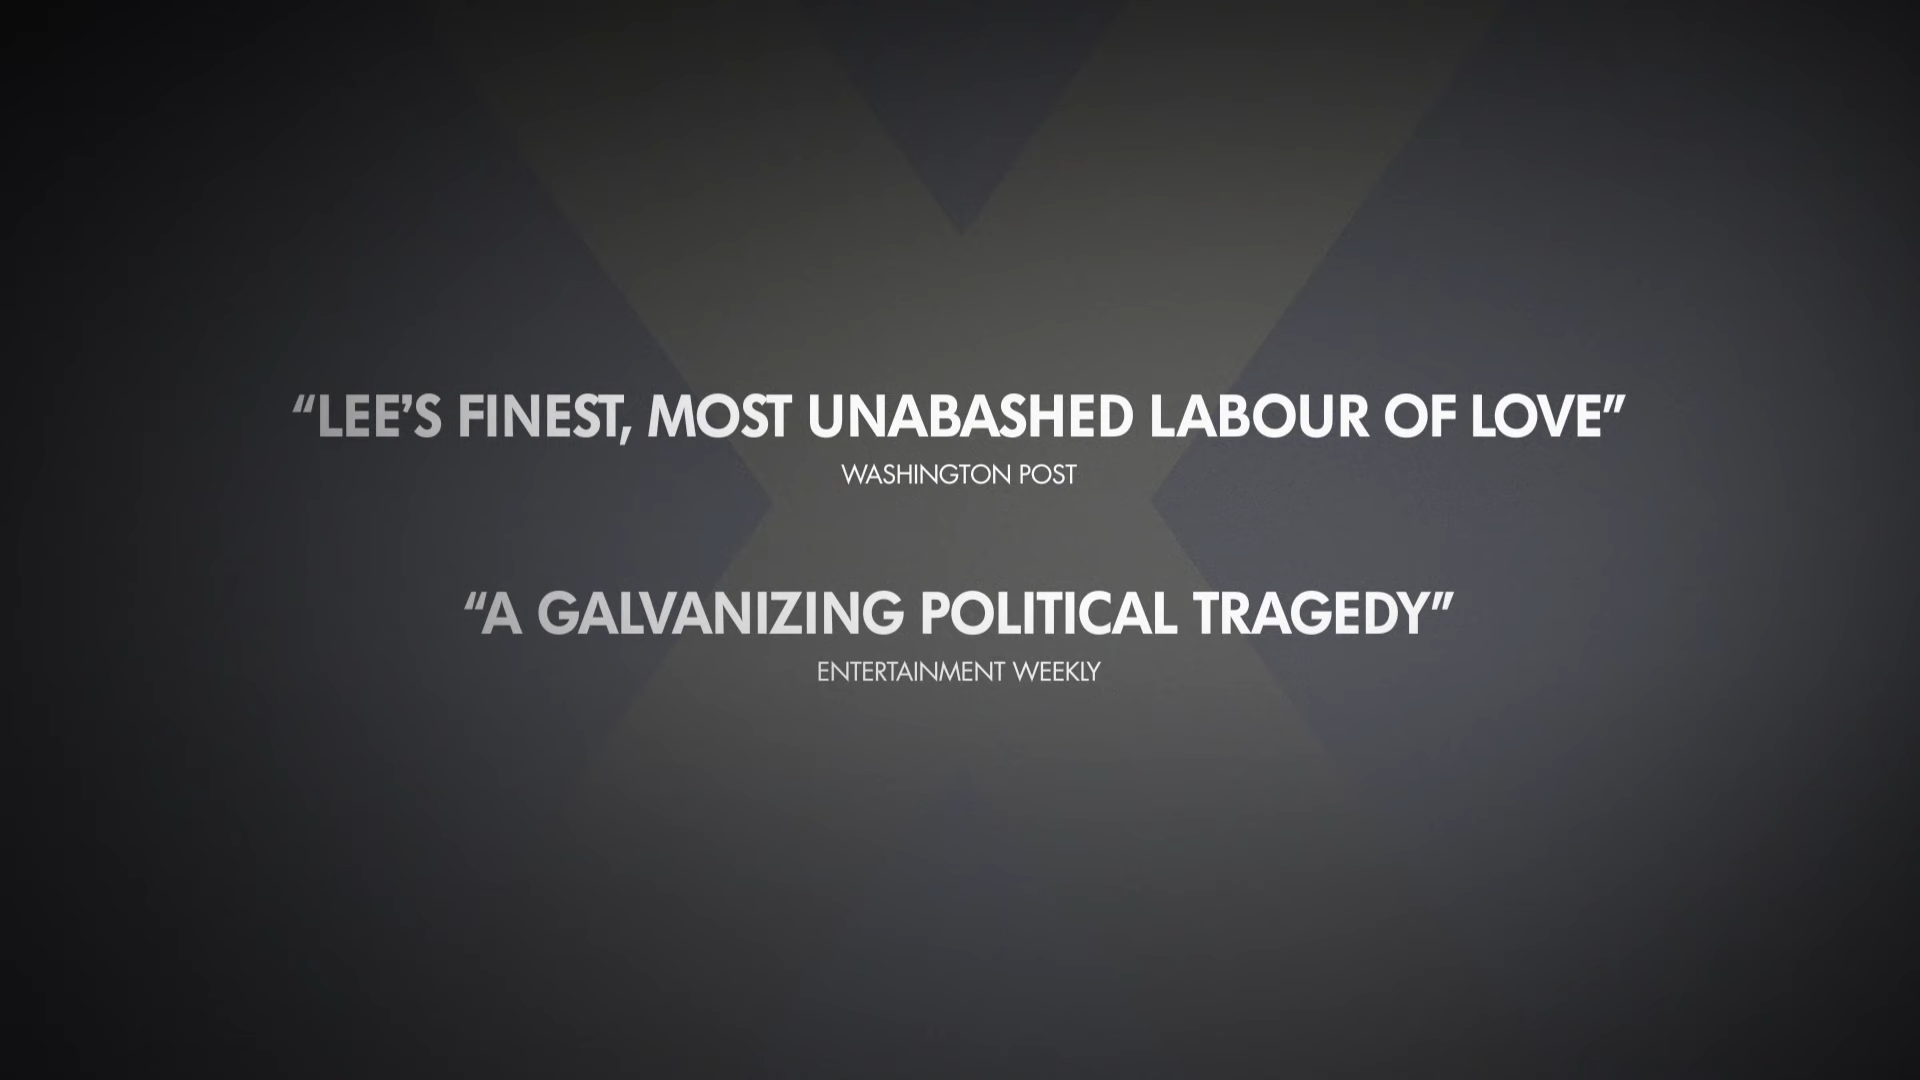 “LEE’S FINEST, MOST UNABASHED LABOUR OF LOVE”
WASHINGTON POST
“A GALVANIZING POLITICAL TRAGEDY”
ENTERTAINMENT WEEKLY